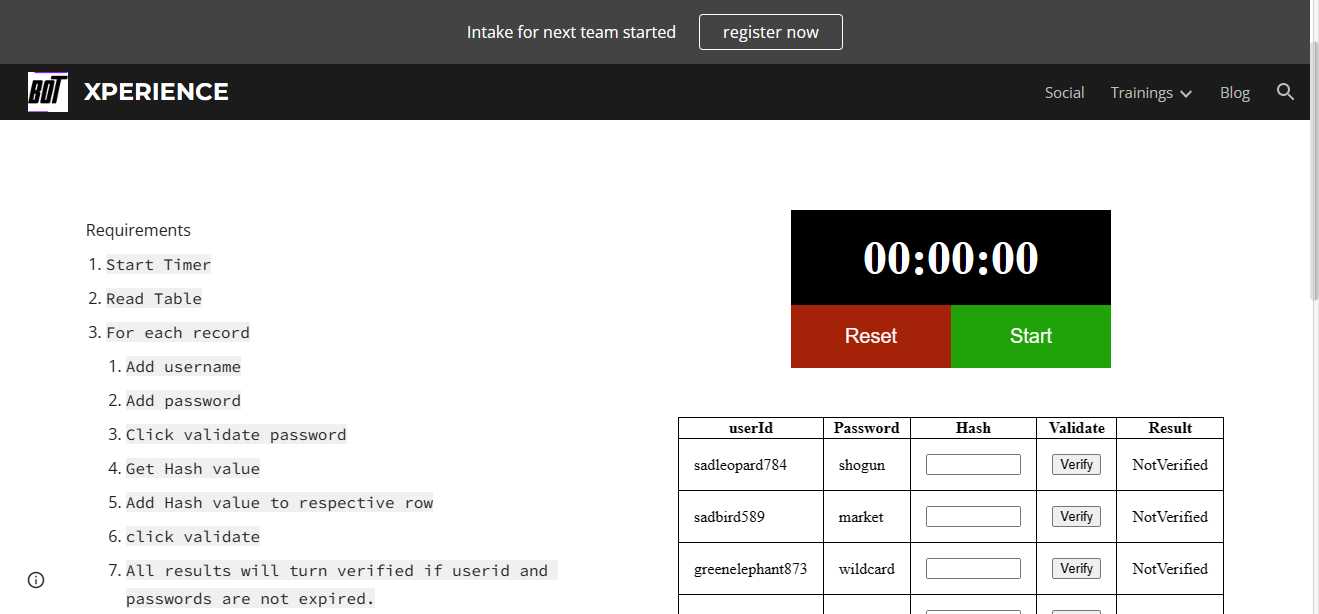 Intake for next team started register now
BOT XPERIENCE Social Trainings Blog
Requirements
1. Start Timer
2. Read Table
3. For each record
1. Add username
2. Add password
3. Click validate password
4. Get Hash value
5. Add Hash value to respective row
6. click validate
7. All results will turn verified if userid and
passwords are not expired.
00:00:00
Reset Start
userId Password Hash Validate Result
sadleopard784 shogun Verify NotVerified
sadbird589 market Verify NotVerified
greenelephant873 wildcard Verify NotVerified